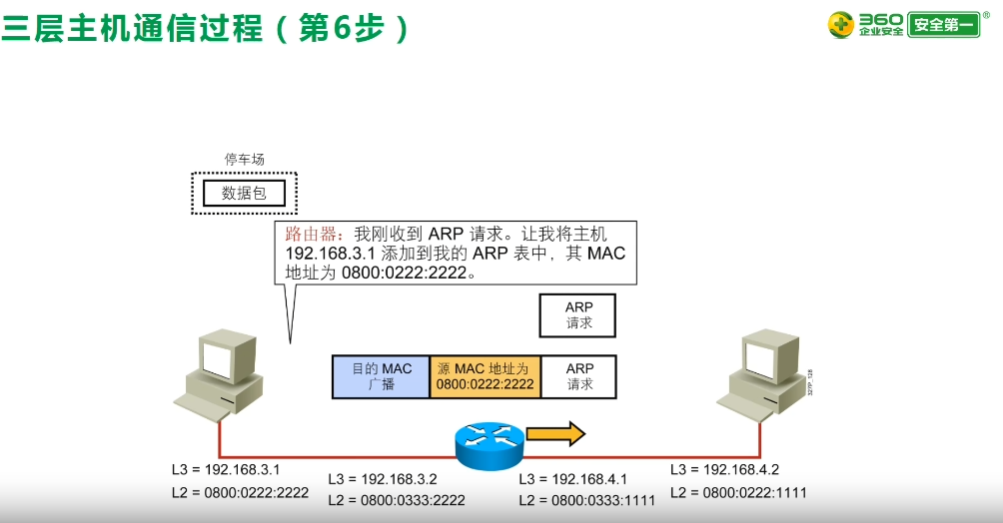 三层主机通信过程（第6步）
360
企业安全
安全第一
®
停车场
数据包
路由器：我刚收到 ARP 请求。让我将主机
192.168.3.1 添加到我的 ARP 表中，其 MAC
地址为 0800:0222:2222。
ARP
请求
目的 MAC
广播
源 MAC 地址为
0800:0222:2222
ARP
请求
L3 = 192.168.3.1
L2 = 0800:0222:2222
L3 = 192.168.3.2
L2 = 0800:0333:2222
L3 = 192.168.4.1
L2 = 0800:0333:1111
L3 = 192.168.4.2
L2 = 0800:0222:1111